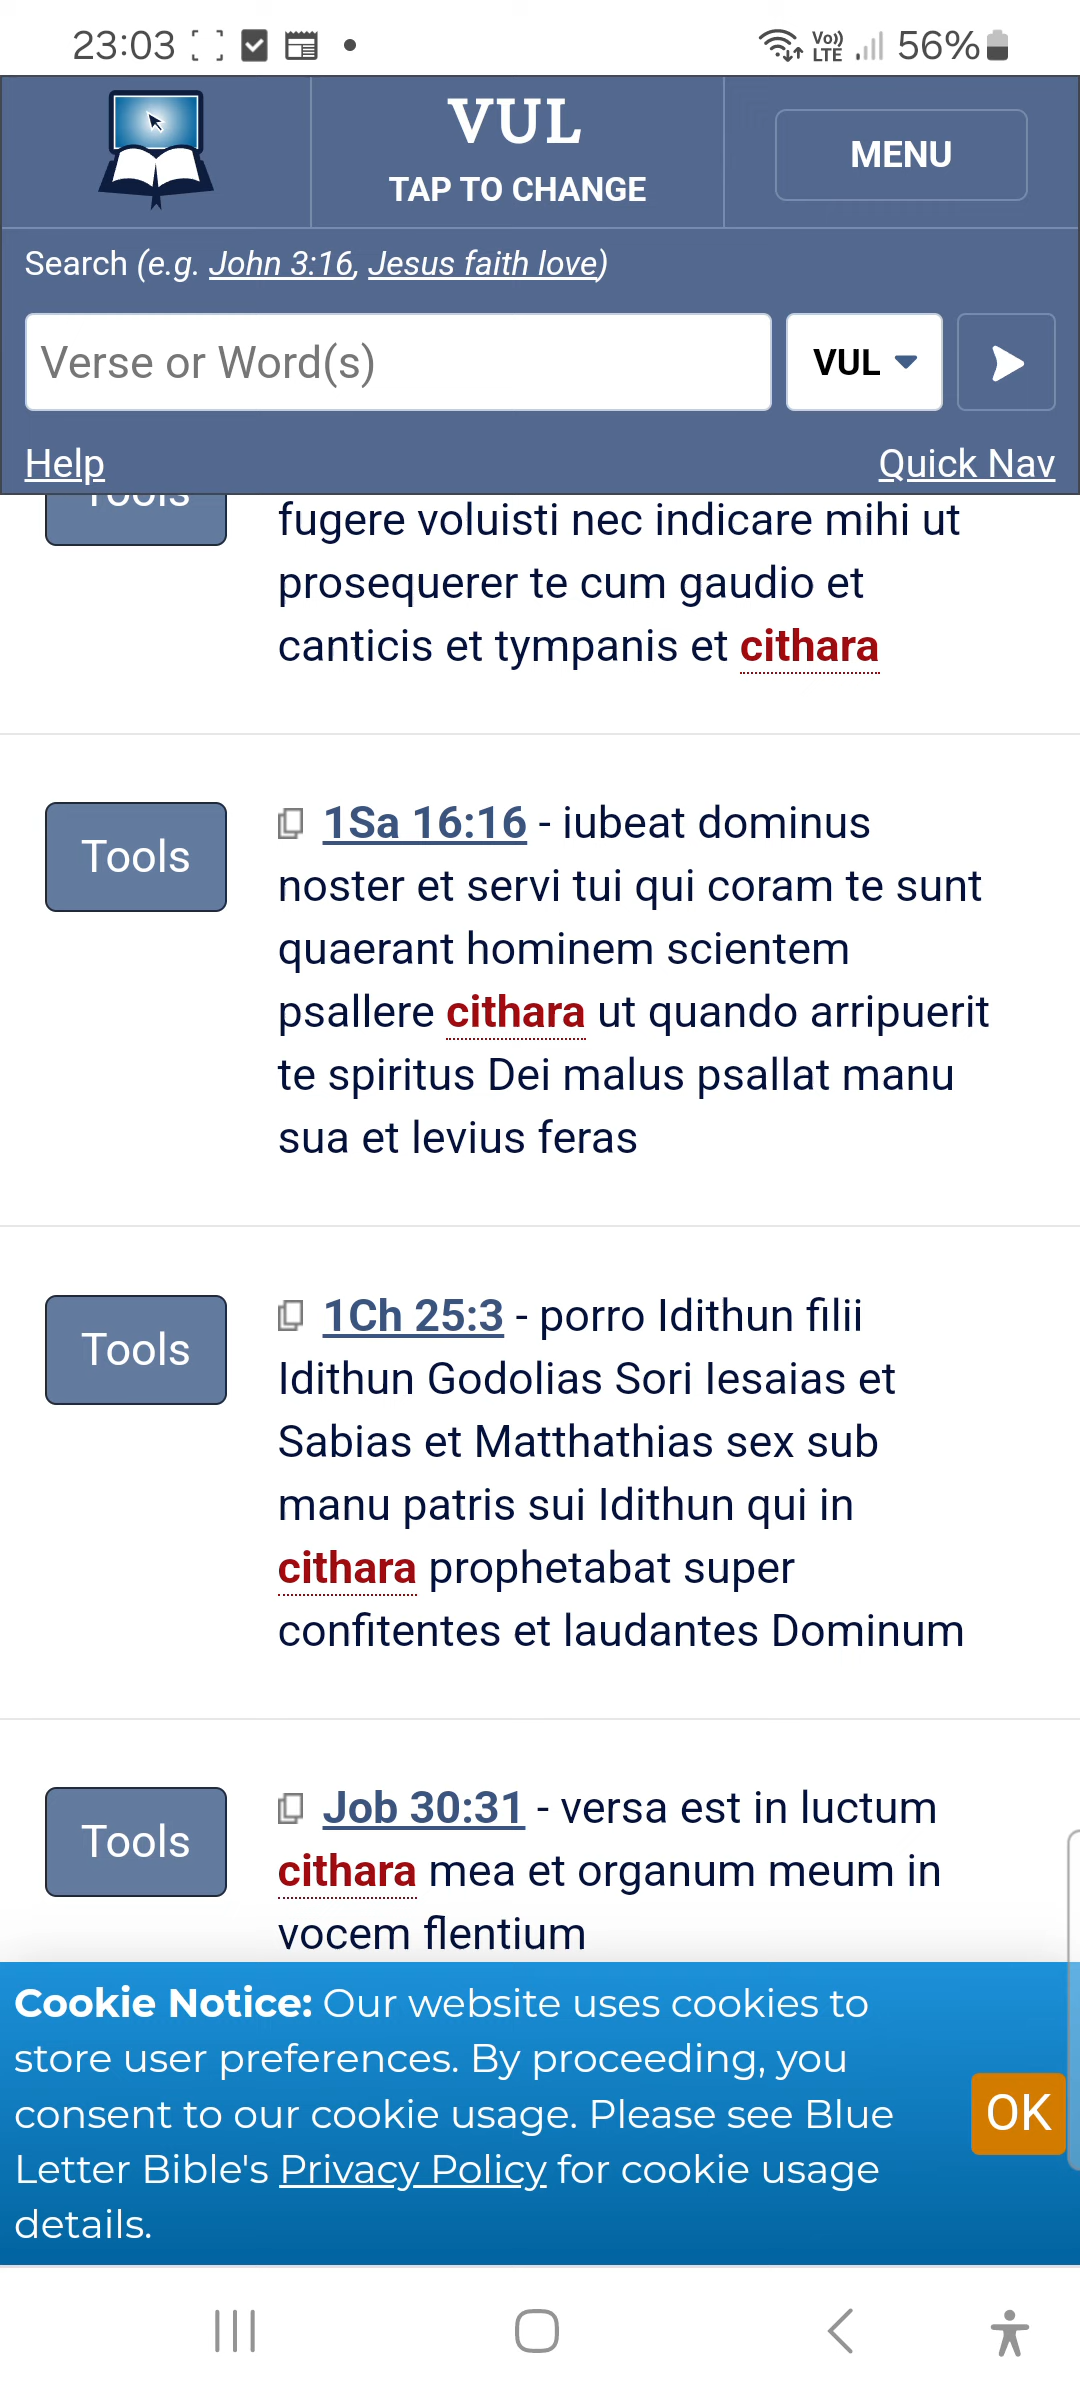 23:03
Vo)) LTE
56%
VUL
TAP TO CHANGE
MENU
Search (e.g. John 3:16, Jesus faith love)
Verse or Word(s)
VUL
Help
Quick Nav
Tools
fugere voluisti nec indicare mihi ut
prosequerer te cum gaudio et
canticis et tympanis et cithara
Tools
1Sa 16:16 - iubeat dominus
noster et servi tui qui coram te sunt
quaerant hominem scientem
psallere cithara ut quando arripuerit
te spiritus Dei malus psallat manu
sua et levius feras
Tools
1Ch 25:3 - porro Idithun filii
Idithun Godolias Sori Iesaias et
Sabias et Matthathias sex sub
manu patris sui Idithun qui in
cithara prophetabat super
confitentes et laudantes Dominum
Tools
Job 30:31 - versa est in luctum
cithara mea et organum meum in
vocem flentium
Cookie Notice: Our website uses cookies to
store user preferences. By proceeding, you
consent to our cookie usage. Please see Blue
Letter Bible's Privacy Policy for cookie usage
details.
OK